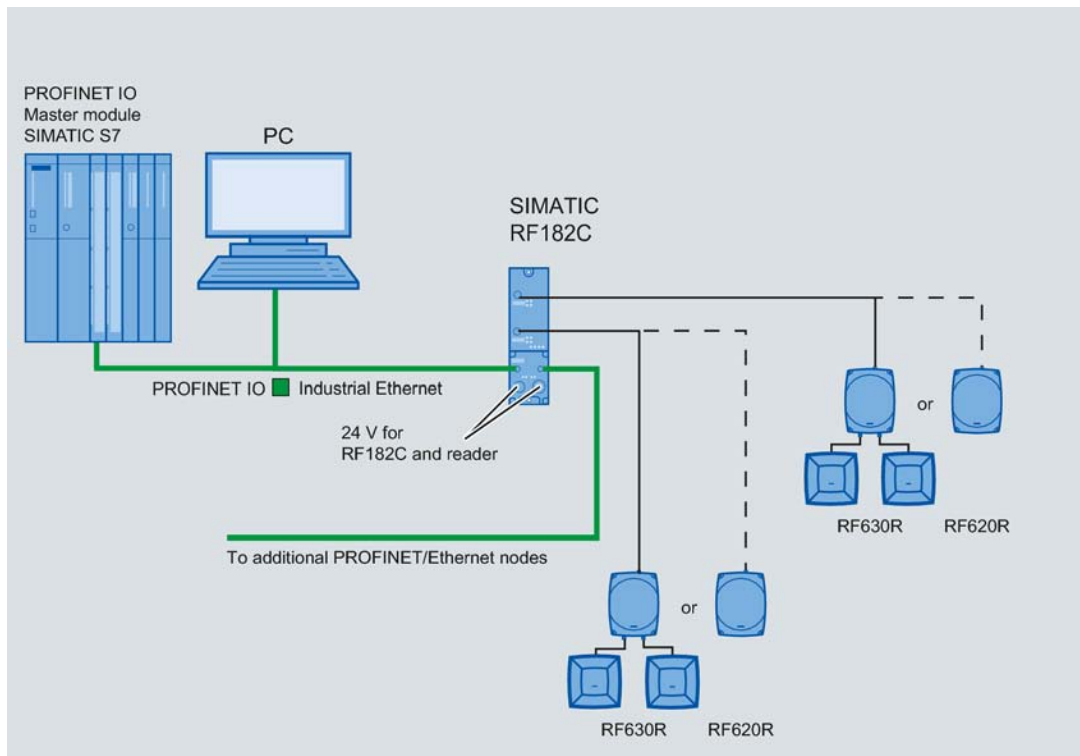 PROFINET IO
Master module
SIMATIC S7
PC
SIMATIC
RF182C
PROFINET IO
Industrial Ethernet
24 V for
RF182C and reader
or
RF630R
RF620R
To additional PROFINET/Ethernet nodes
or
RF630R
RF620R